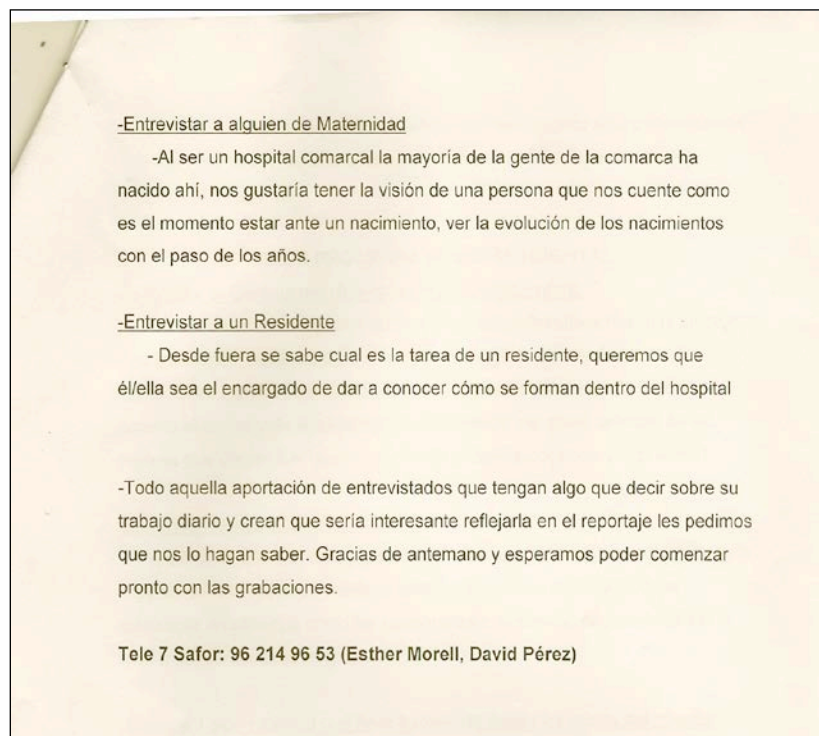 -Entrevistar a alguien de Maternidad
-Al ser un hospital comarcal la mayoría de la gente de la comarca ha
nacido ahí, nos gustaría tener la visión de una persona que nos cuente como
es el momento estar ante un nacimiento, ver la evolución de los nacimientos
con el paso de los años.
-Entrevistar a un Residente
- Desde fuera se sabe cual es la tarea de un residente, queremos que
él/ella sea el encargado de dar a conocer cómo se forman dentro del hospital
-Todo aquella aportación de entrevistados que tengan algo que decir sobre su
trabajo diario y crean que sería interesante reflejarla en el reportaje les pedimos
que nos lo hagan saber. Gracias de antemano y esperamos poder comenzar
pronto con las grabaciones.
Tele 7 Safor: 96 214 96 53 (Esther Morell, David Pérez)